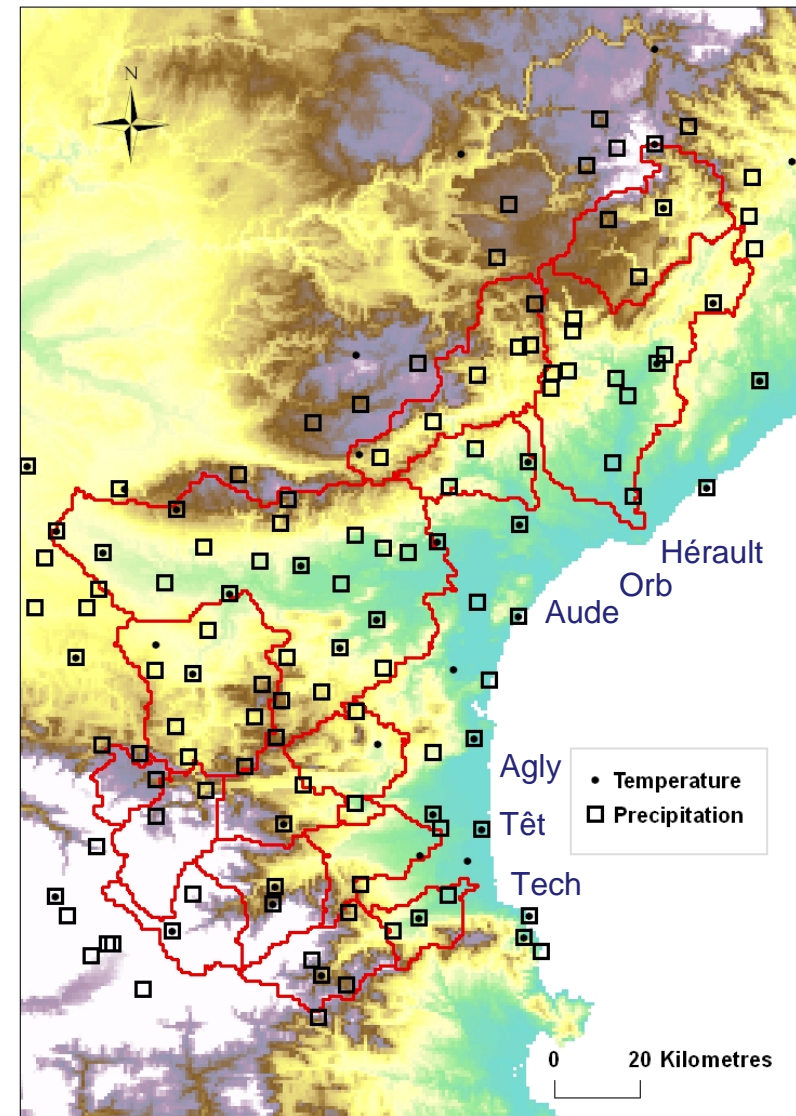 N
Hérault
Orb
Aude
Agly
Têt
Tech
Temperature
Precipitation
0 20 Kilometres